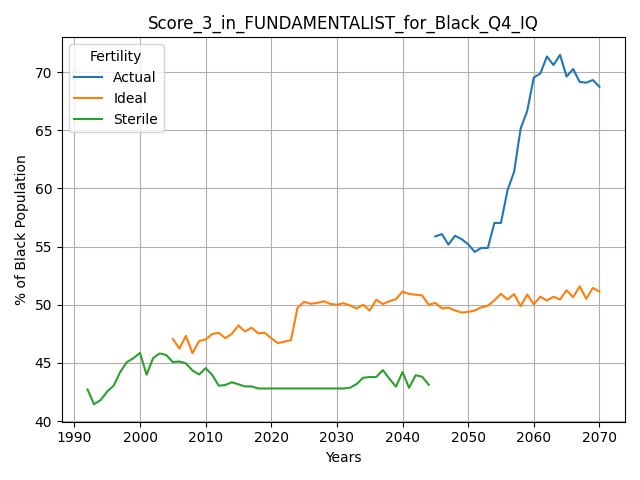 Score_3_in_FUNDAMENTALIST_for_Black_Q4_IQ
Fertility
Actual
Ideal
Sterile
% of Black Population
70
65
60
55
50
45
40
1990
2000
2010
2020
2030
2040
2050
2060
2070
Years